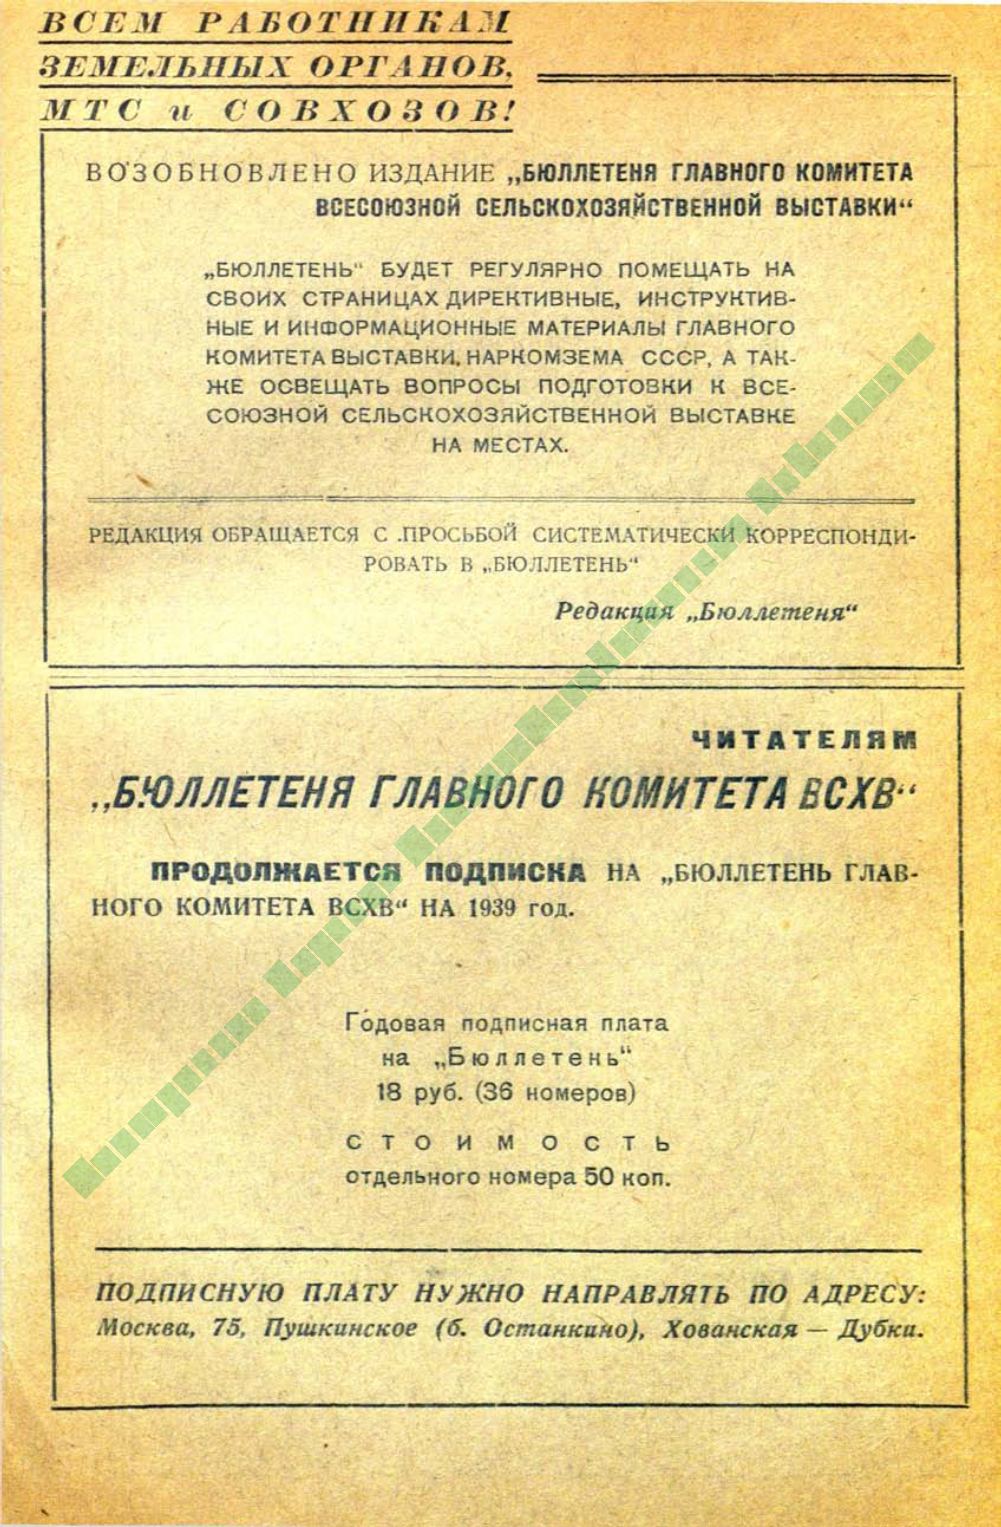 ВСЕМ РАБОТНИКАМ
ЗЕМЕЛЬНЫХ ОРГАНОВ,
МТС и СОВХОЗОВ!
ВОЗОБНОВЛЕНО ИЗДАНИЕ „БЮЛЛЕТЕНЯ ГЛАВНОГО КОМИТЕТА
ВСЕСОЮЗНОЙ СЕЛЬСКОХОЗЯЙСТВЕННОЙ ВЫСТАВКИ“
„БЮЛЛЕТЕНЬ“ БУДЕТ РЕГУЛЯРНО ПОМЕЩАТЬ НА
СВОИХ СТРАНИЦАХ ДИРЕКТИВНЫЕ, ИНСТРУКТИВ-
НЫЕ И ИНФОРМАЦИОННЫЕ МАТЕРИАЛЫ ГЛАВНОГО
КОМИТЕТА ВЫСТАВКИ, НАРКОМЗЕМА СССР, А ТАК-
ЖЕ ОСВЕЩАТЬ ВОПРОСЫ ПОДГОТОВКИ К ВСЕ-
СОЮЗНОЙ СЕЛЬСКОХОЗЯЙСТВЕННОЙ ВЫСТАВКЕ
НА МЕСТАХ.
РЕДАКЦИЯ ОБРАЩАЕТСЯ С ПРОСЬБОЙ СИСТЕМАТИЧЕСКИ КОРРЕСПОНДИ-
РОВАТЬ В „БЮЛЛЕТЕНЬ“
Редакция „Бюллетеня“
ЧИТАТЕЛЯМ
„БЮЛЛЕТЕНЯ ГЛАВНОГО КОМИТЕТА ВСХВ“
ПРОДОЛЖАЕТСЯ ПОДПИСКА НА „БЮЛЛЕТЕНЬ ГЛАВ-
НОГО КОМИТЕТА ВСХВ“ НА 1939 год.
Годовая подписная плата
на „Бюллетень“
18 руб. (36 номеров)
СТОИМОСТЬ
отдельного номера 50 коп.
ПОДПИСНУЮ ПЛАТУ НУЖНО НАПРАВЛЯТЬ ПО АДРЕСУ:
Москва, 75, Пушкинское (б. Останкино), Хованская — Дубки.